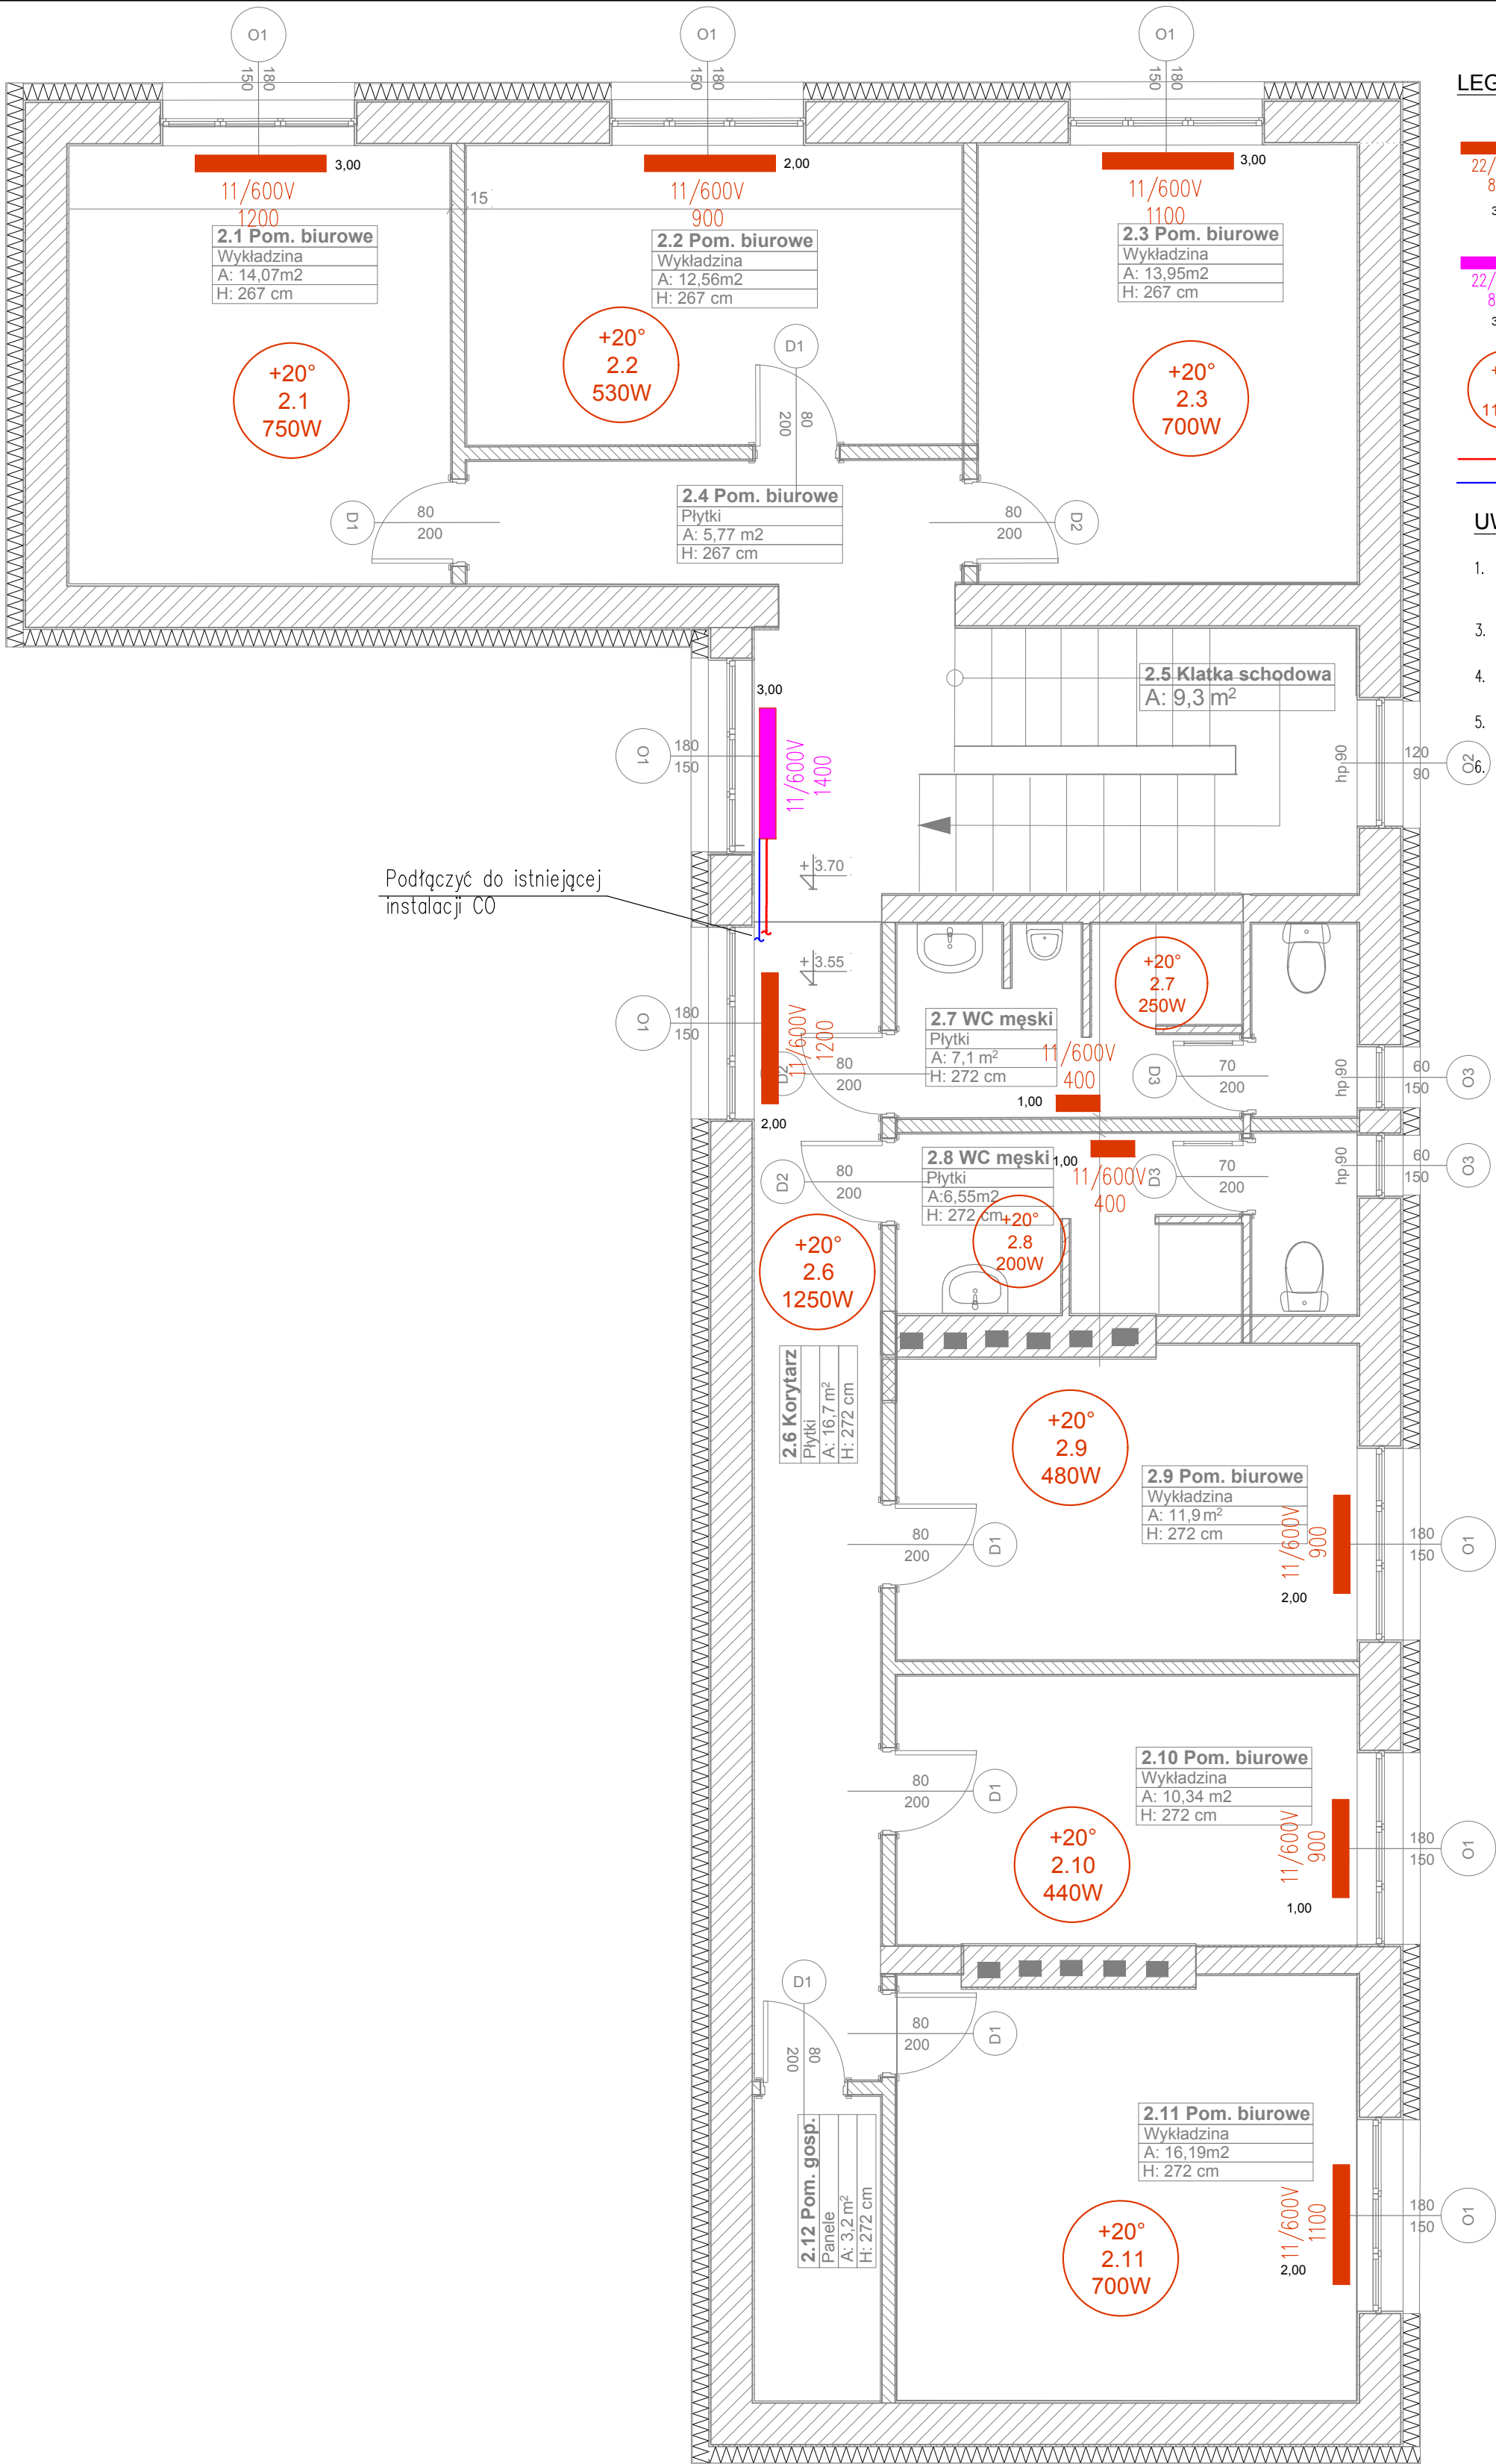 O1
180
150
O1
180
150
O1
180
150
LEG
3,00
11/600V
1200
2.1 Pom. biurowe
Wykładzina
A: 14,07m2
H: 267 cm
+20°
2.1
750W
15
2,00
11/600V
900
2.2 Pom. biurowe
Wykładzina
A: 12,56m2
H: 267 cm
+20°
2.2
530W
D1
80
200
3,00
11/600V
1100
2.3 Pom. biurowe
Wykładzina
A: 13,95m2
H: 267 cm
+20°
2.3
700W
22/
8
3
22/
8
3
+
11
UW
1.
3.
4.
5.
6.
D1
80
200
2.4 Pom. biurowe
Płytki
A: 5,77 m2
H: 267 cm
80
200
D2
2.5 Klatka schodowa
A: 9,3 m²
3,00
11/600V
1400
O1
180
150
hp.90
120
90
O2
+3.70
Podłączyć do istniejącej
instalacji CO
+3.55
O1
180
150
11/600V
1200
2,00
D2
80
200
2.7 WC męski
Płytki
A: 7,1 m²
H: 272 cm
+20°
2.7
250W
11/600V
400
1,00
D3
70
200
hp.90
60
150
O3
D2
80
200
2.8 WC męski
Płytki
A:6,55m2
H: 272 cm
1,00
11/600V
400
+20°
2.8
200W
D3
70
200
hp.90
60
150
O3
+20°
2.6
1250W
2.6 Korytarz
Płytki
A: 16,7 m²
H: 272 cm
+20°
2.9
480W
2.9 Pom. biurowe
Wykładzina
A: 11,9 m²
H: 272 cm
11/600V
900
2,00
180
150
O1
80
200
D1
2.10 Pom. biurowe
Wykładzina
A: 10,34 m2
H: 272 cm
80
200
D1
+20°
2.10
440W
11/600V
900
1,00
180
150
O1
D1
80
200
80
200
D1
2.12 Pom. gosp.
Panele
A: 3,2 m²
H: 272 cm
2.11 Pom. biurowe
Wykładzina
A: 16,19m2
H: 272 cm
+20°
2.11
700W
11/600V
1100
2,00
180
150
O1